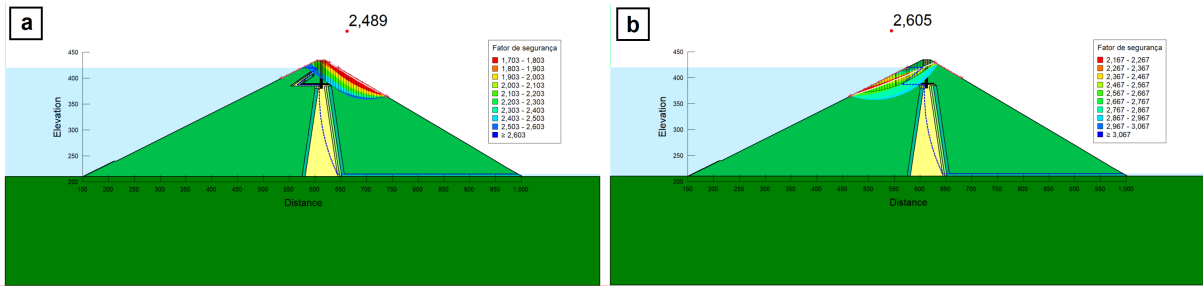 a
2,489
Fator de segurança
1,703 - 1,803
1,803 - 1,903
1,903 - 2,003
2,003 - 2,103
2,103 - 2,203
2,203 - 2,303
2,303 - 2,403
2,403 - 2,503
2,503 - 2,603
≥ 2,603
Elevation
450
400
350
300
250
200
150 200 250 300 350 400 450 500 550 600 650 700 750 800 850 900 950 1.000
Distance
b
2,605
Fator de segurança
2,167 - 2,267
2,267 - 2,367
2,367 - 2,467
2,467 - 2,567
2,567 - 2,667
2,667 - 2,767
2,767 - 2,867
2,867 - 2,967
2,967 - 3,067
≥ 3,067
Elevation
450
400
350
300
250
200
150 200 250 300 350 400 450 500 550 600 650 700 750 800 850 900 950 1.000
Distance